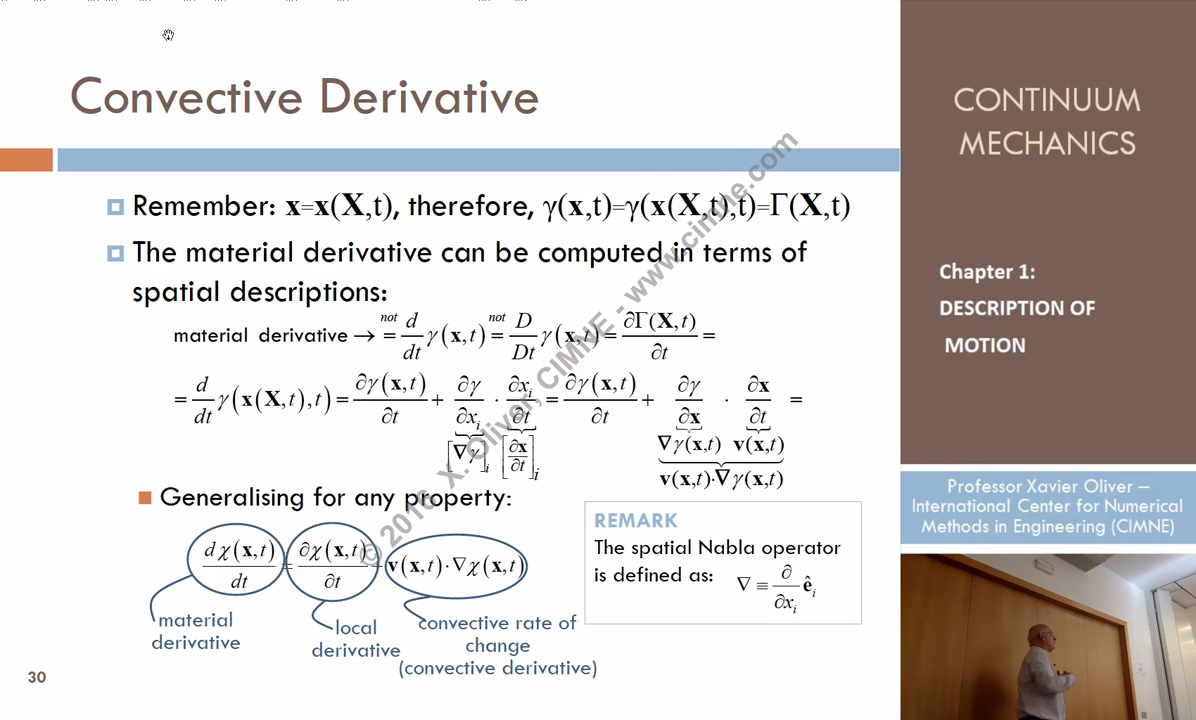 Convective Derivative
Remember: x=x(X,t), therefore, γ(x,t)=γ(x(X,t),t)=Γ(X,t)
The material derivative can be computed in terms of
spatial descriptions:
material derivative → =^{not} d/dt γ(x,t) =^{not} D/Dt γ(x,t) = ∂Γ(X,t)/∂t =
= d/dt γ(x(X,t),t) = ∂γ(x,t)/∂t + ∂γ/∂x_i · ∂x_i/∂t = ∂γ(x,t)/∂t + ∂γ/∂x · ∂x/∂t =
[∇γ]_i [∂x/∂t]_i ∇γ(x,t) v(x,t)
v(x,t)·∇γ(x,t)
Generalising for any property:
dχ(x,t)/dt = ∂χ(x,t)/∂t + v(x,t)·∇χ(x,t)
material
derivative
local
derivative
convective rate of
change
(convective derivative)
REMARK
The spatial Nabla operator
is defined as: ∇ ≡ ∂/∂x_i ê_i
30
© 2016. X. Oliver, CIMNE - www.cimne.com
CONTINUUM
MECHANICS
Chapter 1:
DESCRIPTION OF
MOTION
Professor Xavier Oliver –
International Center for Numerical
Methods in Engineering (CIMNE)